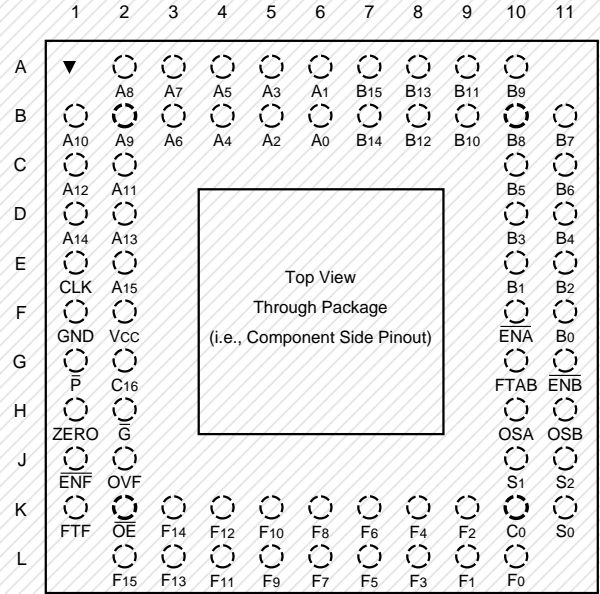 1 2 3 4 5 6 7 8 9 10 11
A ▼
A8 A7 A5 A3 A1 B15 B13 B11 B9
B
A10 A9 A6 A4 A2 A0 B14 B12 B10 B8 B7
C
A12 A11 B5 B6
D
A14 A13 B3 B4
E
CLK A15 B1 B2
F
GND VCC E̅N̅A̅ B0
G
P̅ C16 FTAB E̅N̅B̅
H
ZERO G̅ OSA OSB
J
E̅N̅F̅ OVF S1 S2
K
FTF O̅E̅ F14 F12 F10 F8 F6 F4 F2 C0 S0
L
F15 F13 F11 F9 F7 F5 F3 F1 F0
Top View
Through Package
(i.e., Component Side Pinout)